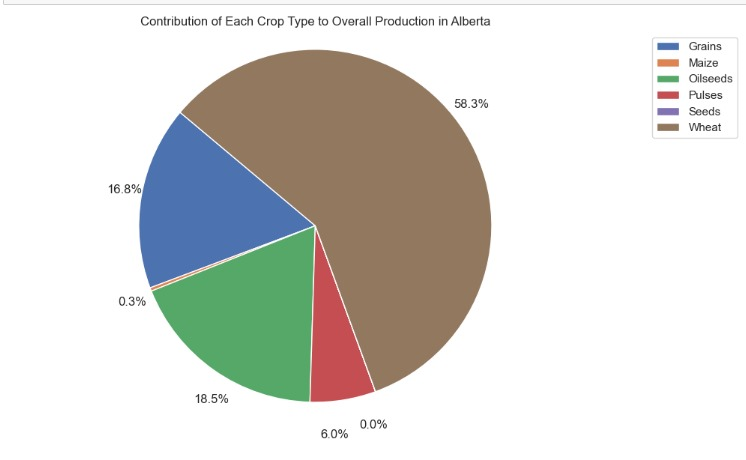 Contribution of Each Crop Type to Overall Production in Alberta
Grains
Maize
Oilseeds
Pulses
Seeds
Wheat
58.3%
16.8%
0.3%
18.5%
6.0%
0.0%